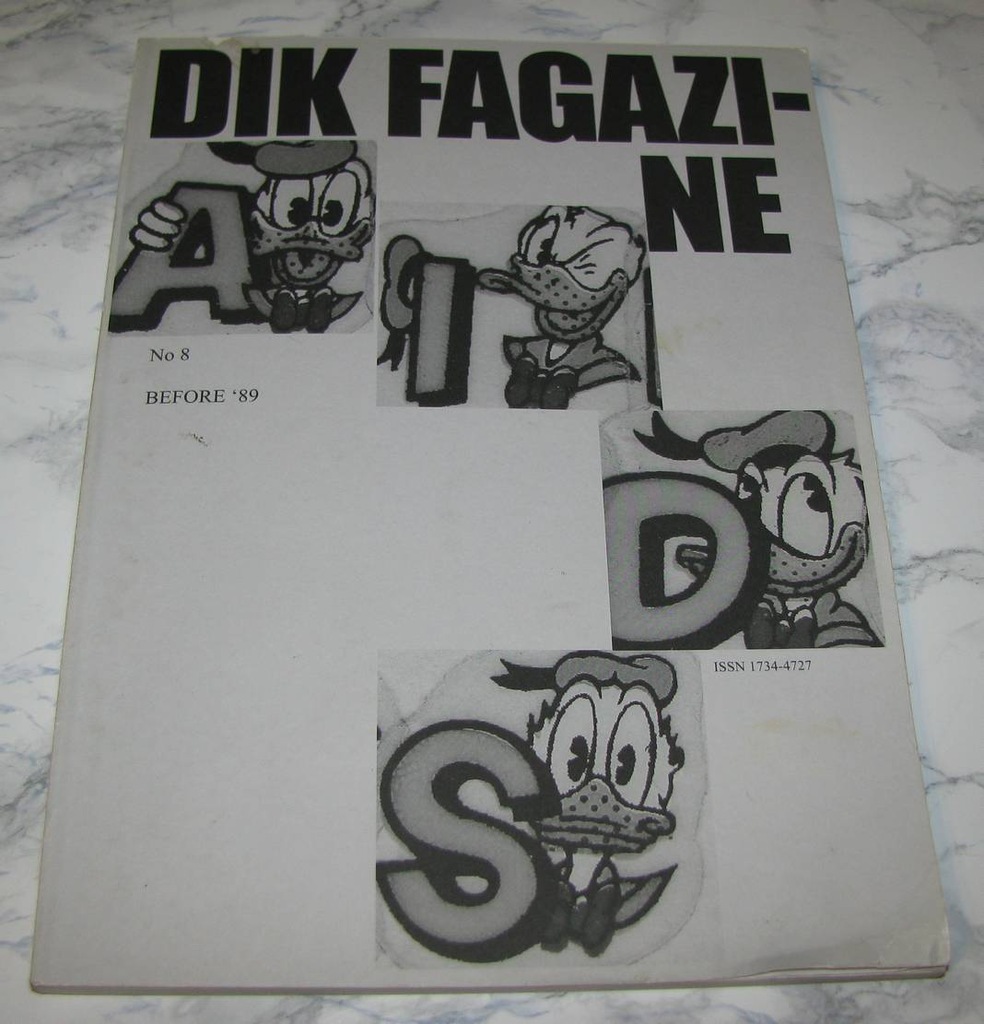 DIK FAGAZI-
NE
A
I
No 8
BEFORE ‘89
D
ISSN 1734-4727
S